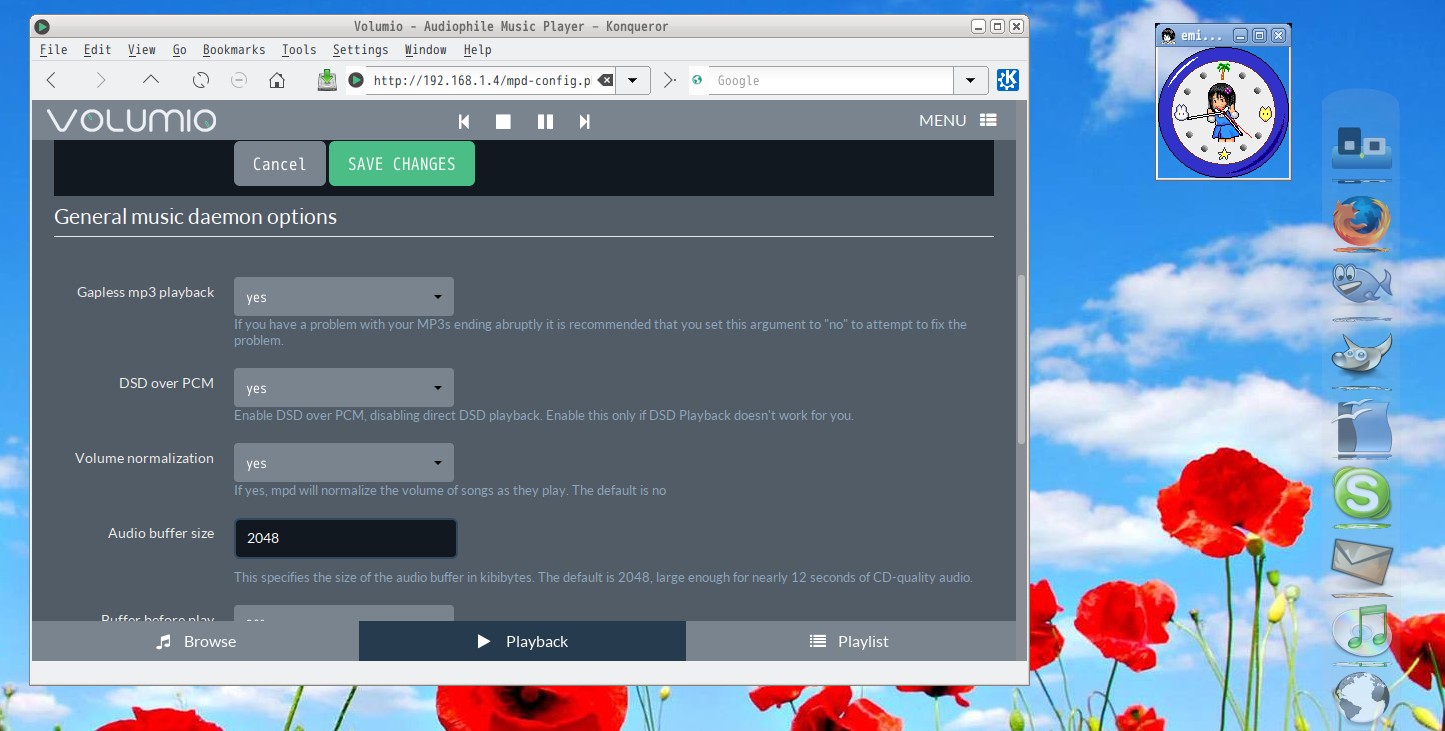 Volumio - Audiophile Music Player – Konqueror
File Edit View Go Bookmarks Tools Settings Window Help
http://192.168.1.4/mpd-config.p
Google
emi...
VOLUMIO
MENU
Cancel
SAVE CHANGES
General music daemon options
Gapless mp3 playback
yes
If you have a problem with your MP3s ending abruptly it is recommended that you set this argument to "no" to attempt to fix the
problem.
DSD over PCM
yes
Enable DSD over PCM, disabling direct DSD playback. Enable this only if DSD Playback doesn't work for you.
Volume normalization
yes
If yes, mpd will normalize the volume of songs as they play. The default is no
Audio buffer size
2048
This specifies the size of the audio buffer in kibibytes. The default is 2048, large enough for nearly 12 seconds of CD-quality audio.
Buffer before play
Browse
Playback
Playlist
S